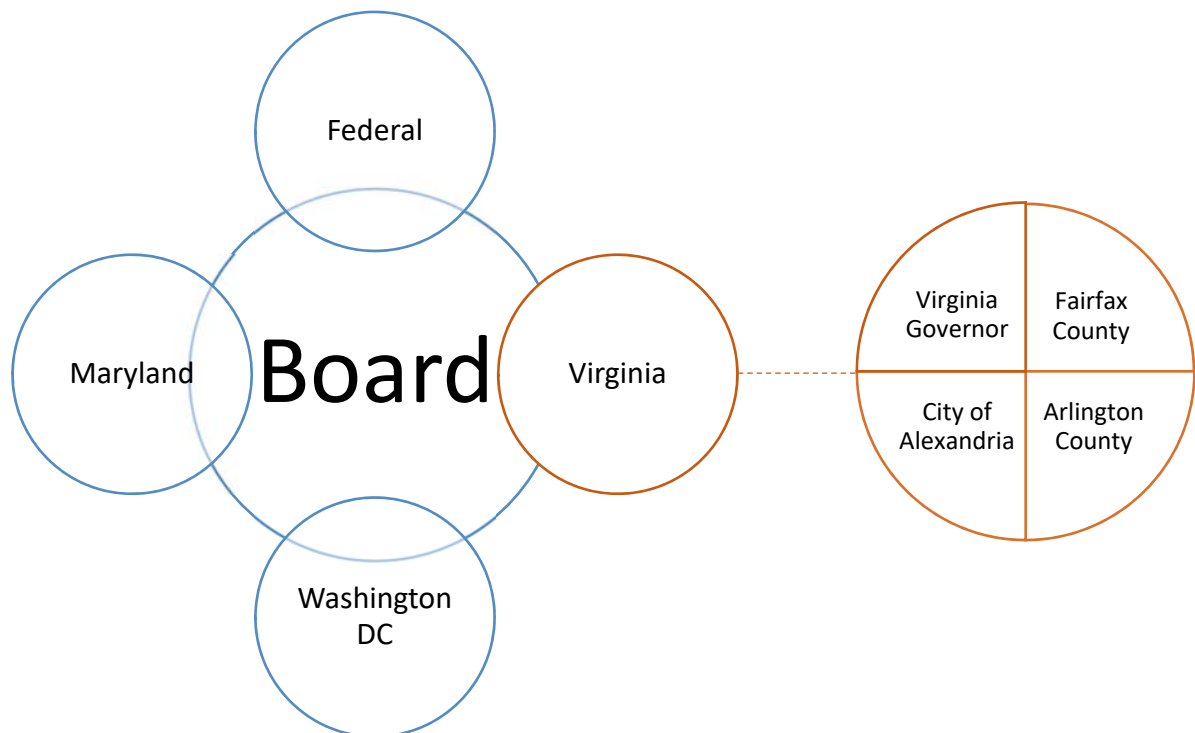 Federal
Maryland
Board
Virginia
Washington
DC
Virginia
Governor
Fairfax
County
City of
Alexandria
Arlington
County